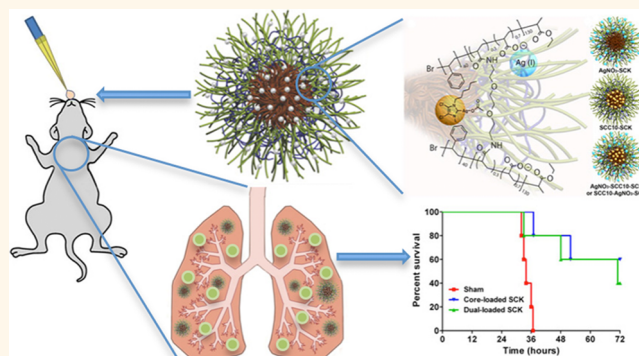 Br
NH
Ag(I)
Br
NH
AgNO₃-SCK
SCC10-SCK
AgNO₃-SCC10-SCK
or SCC10-AgNO₃-SCK
Percent survival
100
80
60
40
20
0
Sham
Core-loaded SCK
Dual-loaded SCK
0 12 24 36 48 60 72
Time (hours)